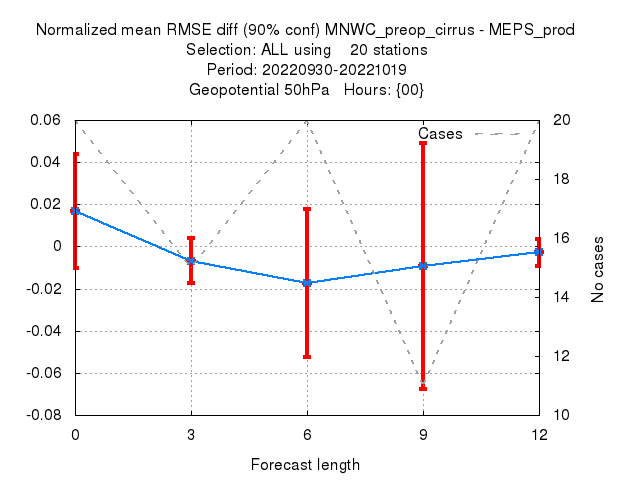 Normalized mean RMSE diff (90% conf) MNWC_preop_cirrus - MEPS_prod
Selection: ALL using    20 stations
Period: 20220930-20221019
Geopotential 50hPa   Hours: {00}
Cases
0.06
0.04
0.02
0
-0.02
-0.04
-0.06
-0.08
20
18
16
14
12
10
No cases
0 3 6 9 12
Forecast length